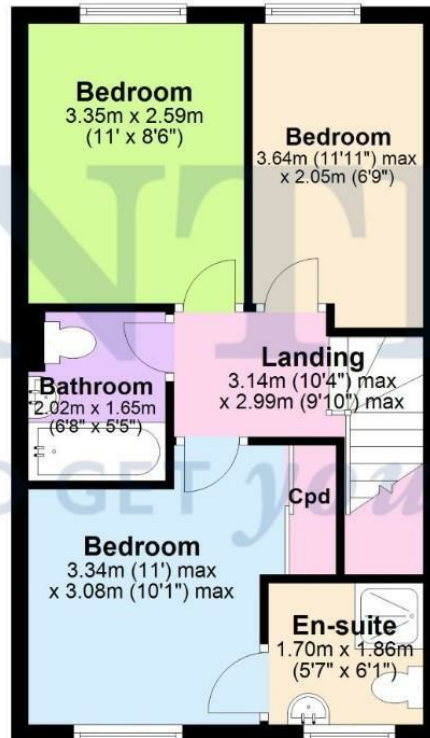 Bedroom
3.35m x 2.59m
(11' x 8'6")
Bedroom
3.64m (11'11") max
x 2.05m (6'9")
Landing
3.14m (10'4") max
x 2.99m (9'10") max
Bathroom
2.02m x 1.65m
(6'8" x 5'5")
Cpd
Bedroom
3.34m (11') max
x 3.08m (10'1") max
En-suite
1.70m x 1.86m
(5'7" x 6'1")
GET you